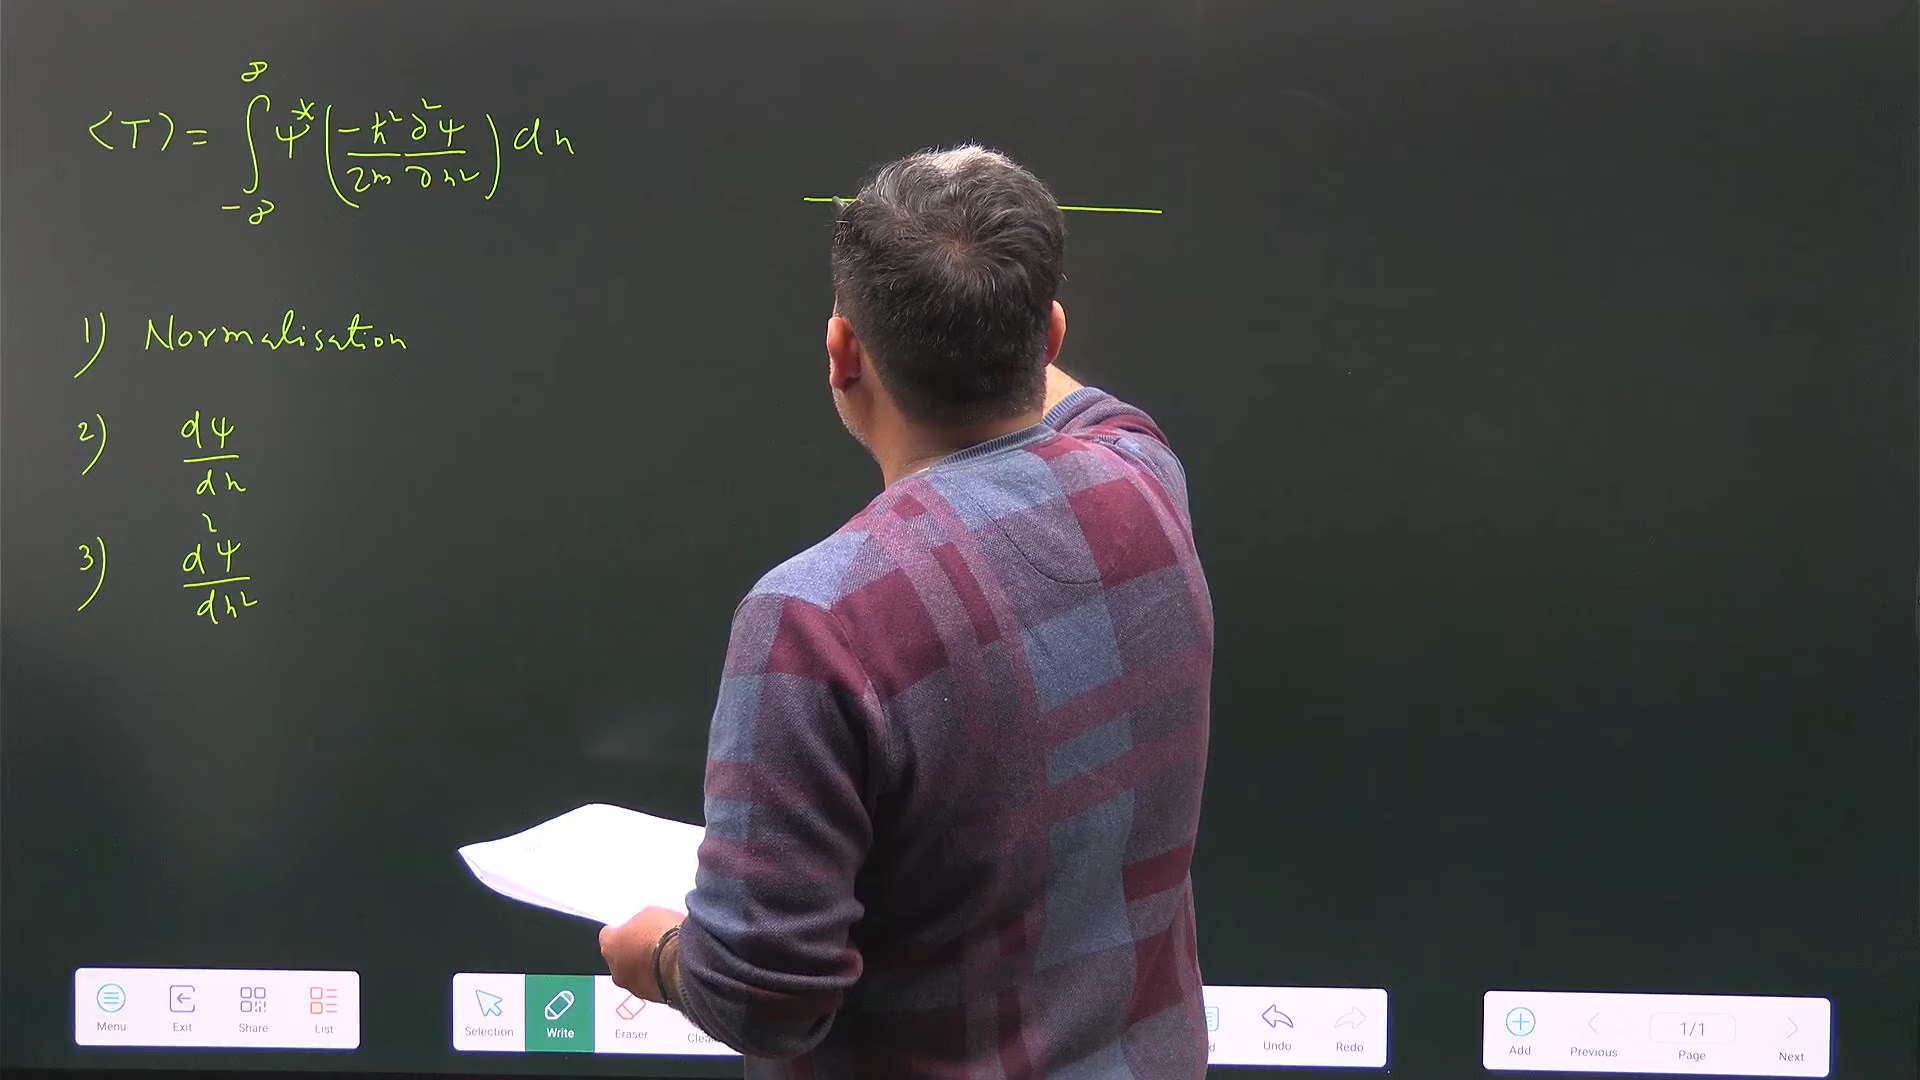 ⟨T⟩ = ∫_{-∞}^{∞} ψ* (-ħ²/2m ∂²ψ/∂x²) dx
1) Normalisation
2) dψ/dx
3) d²ψ/dx²
Menu Exit Share List
Selection Write Eraser Undo Redo
Add Previous 1/1 Page Next